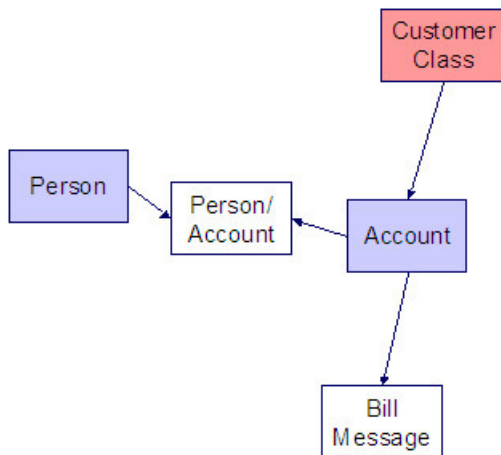 Customer
Class
Person
Person/
Account
Account
Bill
Message